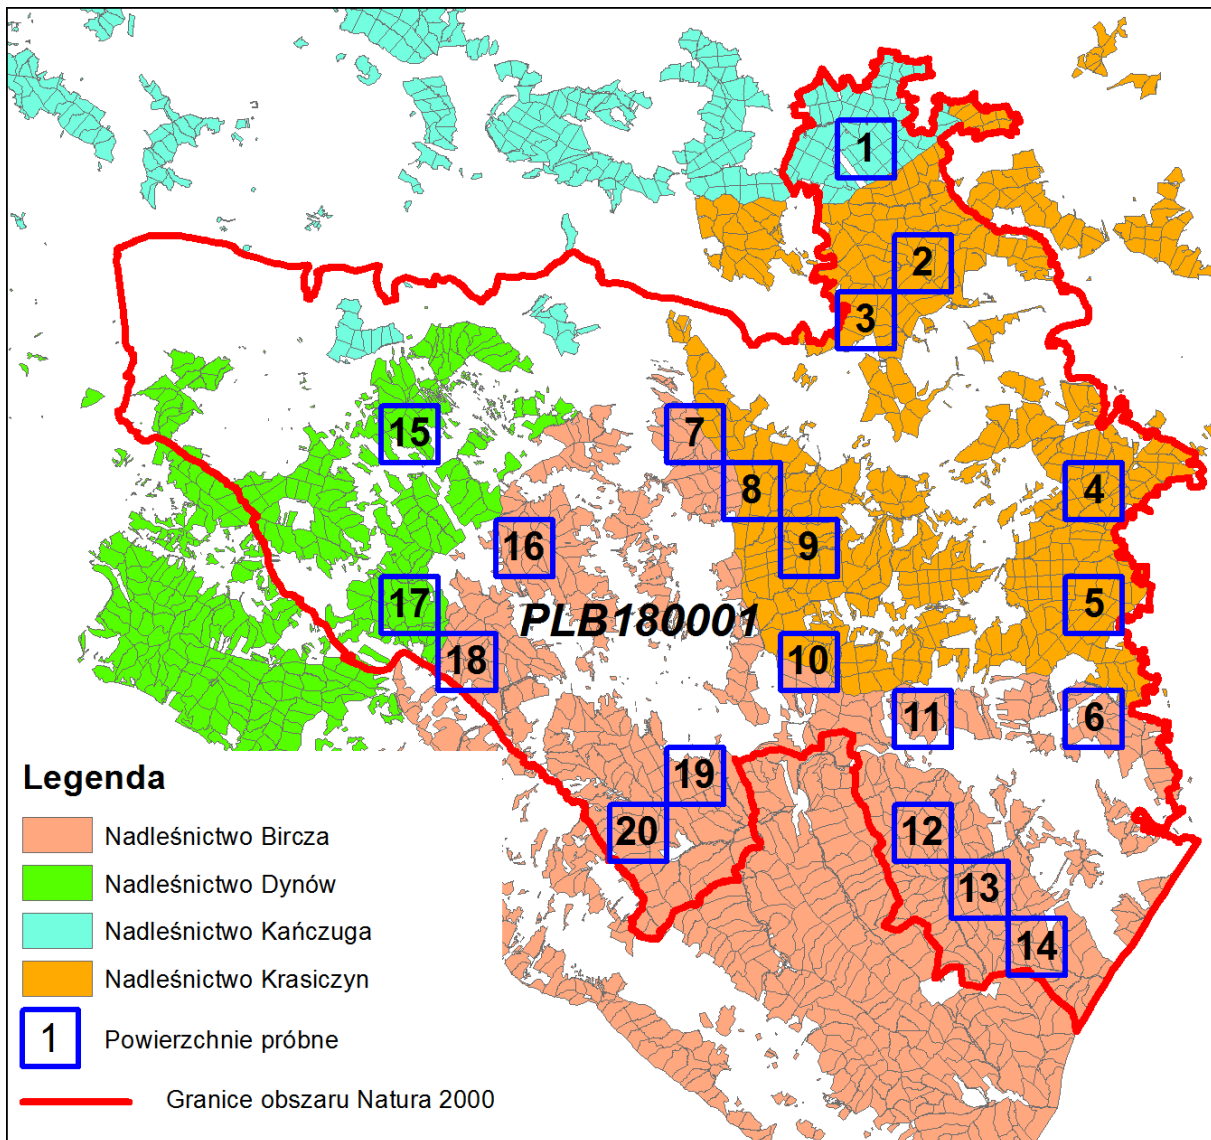 1
2
3
15
7
4
8
16
9
17
PLB180001
5
18
10
11
6
19
20
12
13
14
Legenda
Nadleśnictwo Bircza
Nadleśnictwo Dynów
Nadleśnictwo Kańczuga
Nadleśnictwo Krasiczyn
1 Powierzchnie próbne
Granice obszaru Natura 2000